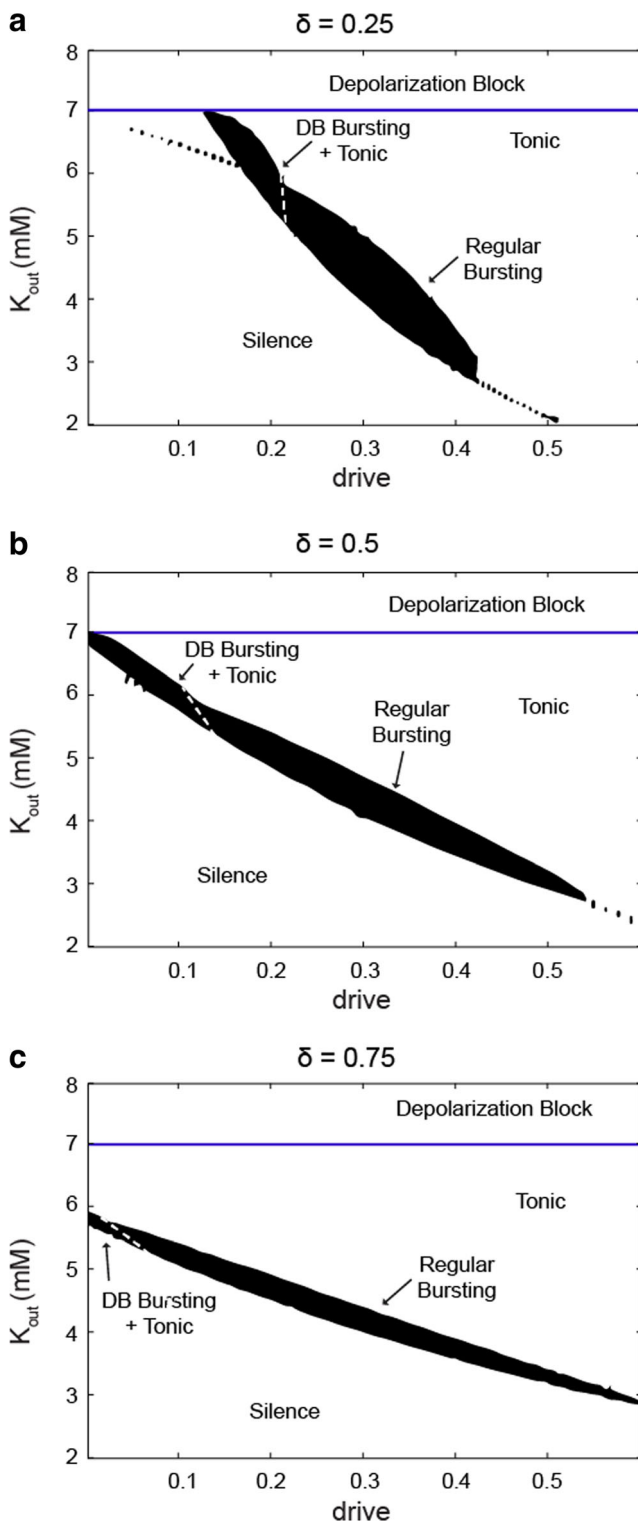 a
δ = 0.25
8
Depolarization Block
7
DB Bursting
+ Tonic
Tonic
6
5
Regular
Bursting
4
Silence
3
2
K_out (mM)
0.1 0.2 0.3 0.4 0.5
drive
b
δ = 0.5
8
Depolarization Block
7
DB Bursting
+ Tonic
6
Regular
Bursting
Tonic
5
4
Silence
3
2
K_out (mM)
0.1 0.2 0.3 0.4 0.5
drive
c
δ = 0.75
8
Depolarization Block
7
6
Tonic
5
Regular
Bursting
DB Bursting
+ Tonic
4
3
Silence
2
K_out (mM)
0.1 0.2 0.3 0.4 0.5
drive